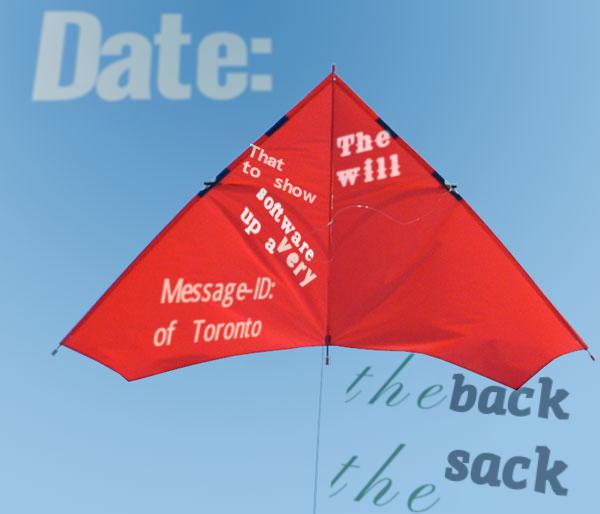 Date:
The
will
That
to show
software
up a very
Message-ID:
of Toronto
the back
the sack